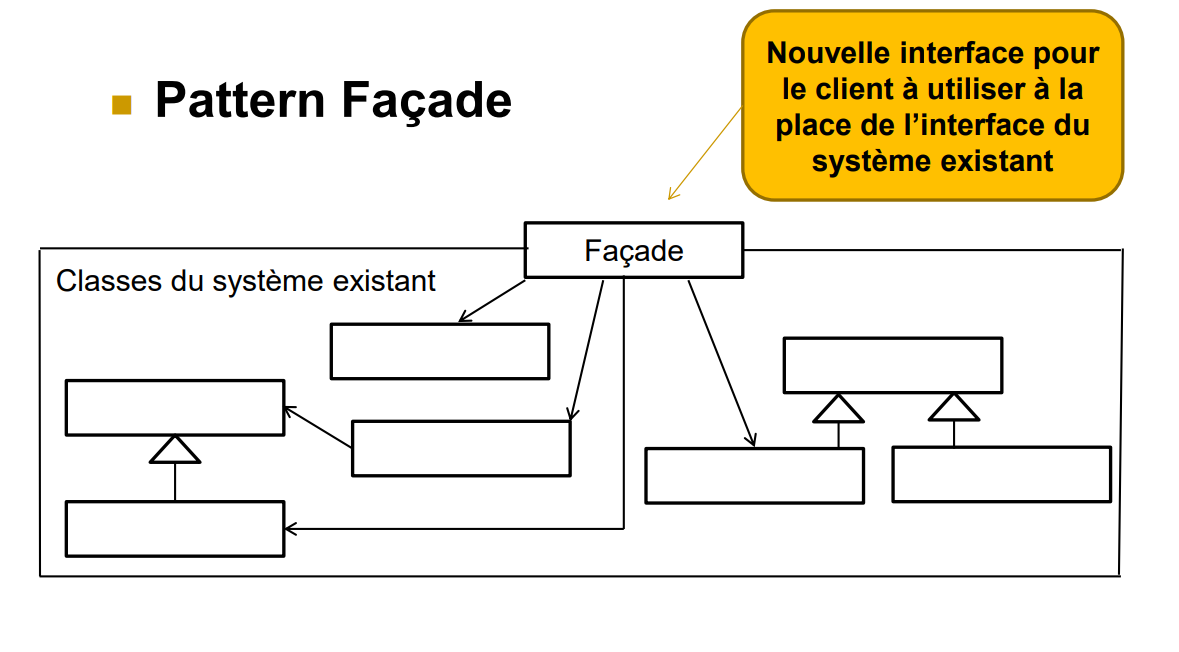 Pattern Façade
Nouvelle interface pour
le client à utiliser à la
place de l’interface du
système existant
Façade
Classes du système existant